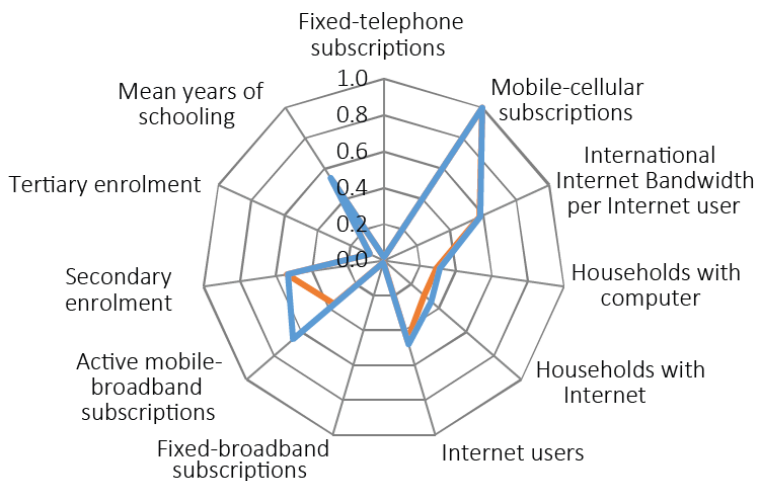 Fixed-telephone
subscriptions
Mobile-cellular
subscriptions
International
Internet Bandwidth
per Internet user
Households with
computer
Households with
Internet
Internet users
Fixed-broadband
subscriptions
Active mobile-
broadband
subscriptions
Secondary
enrolment
Tertiary enrolment
Mean years of
schooling
1.0
0.8
0.6
0.4
0.2
0.0